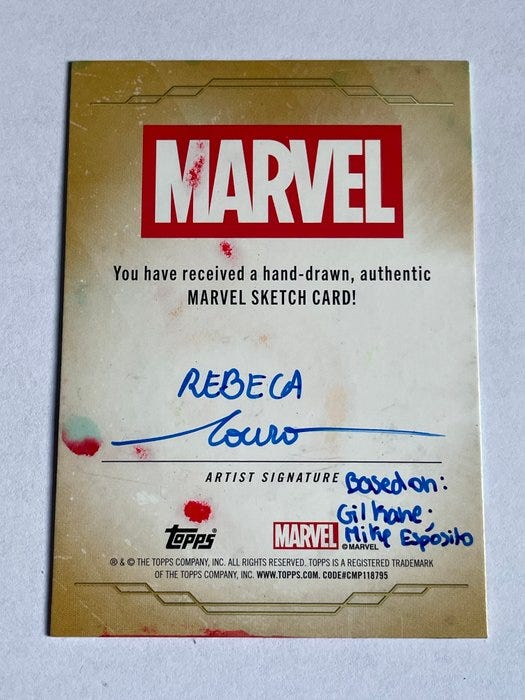 MARVEL
You have received a hand-drawn, authentic
MARVEL SKETCH CARD!
REBECA
Louro
ARTIST SIGNATURE
Based on:
Gil Kane;
Mike Espósito
Topps®
MARVEL
© MARVEL
® & © THE TOPPS COMPANY, INC. ALL RIGHTS RESERVED. TOPPS IS A REGISTERED TRADEMARK
OF THE TOPPS COMPANY, INC. WWW.TOPPS.COM. CODE#CMP118795